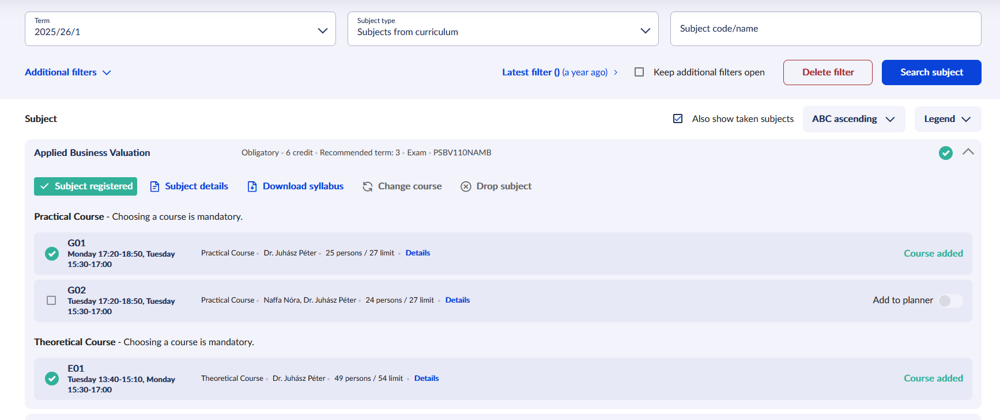 Term
2025/26/1
Subject type
Subjects from curriculum
Subject code/name
Additional filters
Latest filter () (a year ago)
Keep additional filters open
Delete filter
Search subject
Subject
Also show taken subjects
ABC ascending
Legend
Applied Business Valuation
Obligatory • 6 credit • Recommended term: 3 • Exam • PSBV110NAMB
Subject registered
Subject details
Download syllabus
Change course
Drop subject
Practical Course - Choosing a course is mandatory.
G01
Monday 17:20-18:50, Tuesday
15:30-17:00
Practical Course • Dr. Juhász Péter • 25 persons / 27 limit • Details
Course added
G02
Tuesday 17:20-18:50, Tuesday
15:30-17:00
Practical Course • Naffa Nóra, Dr. Juhász Péter • 24 persons / 27 limit • Details
Add to planner
Theoretical Course - Choosing a course is mandatory.
E01
Tuesday 13:40-15:10, Monday
15:30-17:00
Theoretical Course • Dr. Juhász Péter • 49 persons / 54 limit • Details
Course added